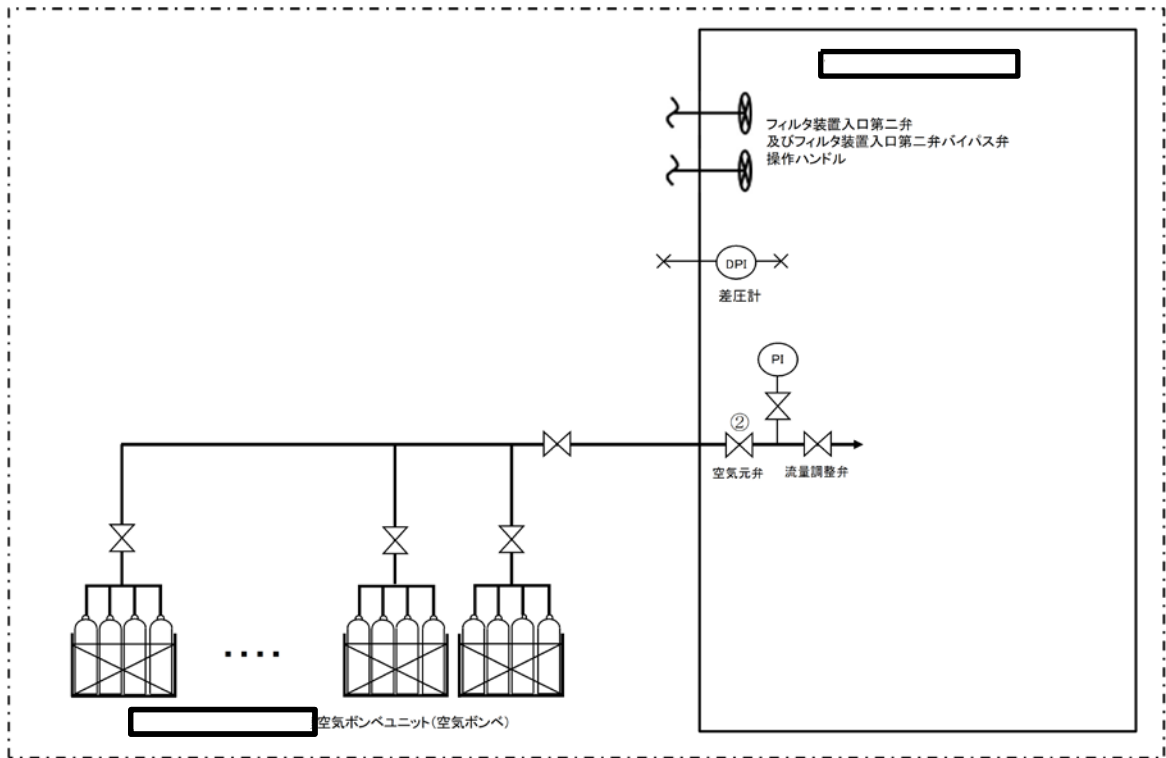 フィルタ装置入口第二弁
及びフィルタ装置入口第二弁バイパス弁
操作ハンドル
DPI
差圧計
PI
②
空気元弁
流量調整弁
空気ボンベユニット(空気ボンベ)